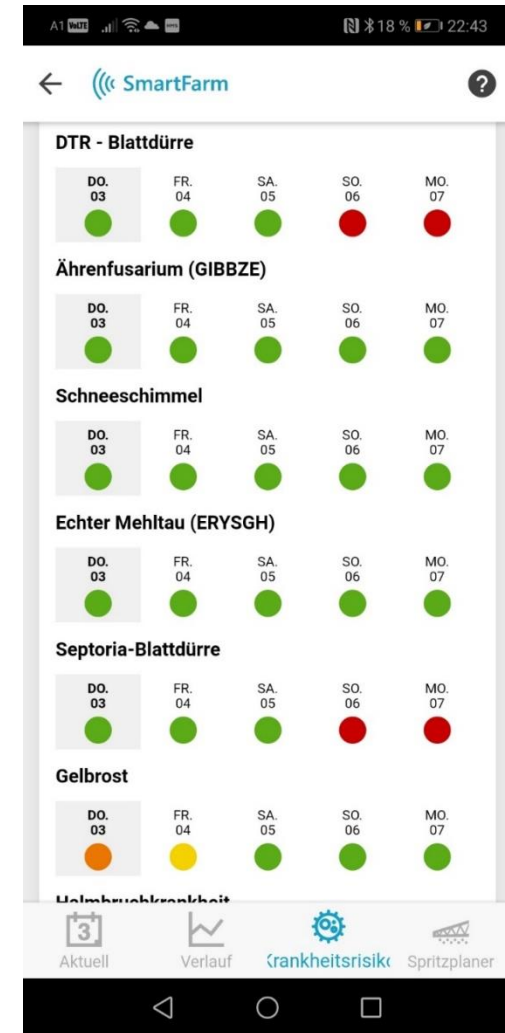 A1 VoLTE 18 % 22:43
SmartFarm ?
DTR - Blattdürre
DO. FR. SA. SO. MO.
03 04 05 06 07
Ährenfusarium (GIBBZE)
DO. FR. SA. SO. MO.
03 04 05 06 07
Schneeschimmel
DO. FR. SA. SO. MO.
03 04 05 06 07
Echter Mehltau (ERYSGH)
DO. FR. SA. SO. MO.
03 04 05 06 07
Septoria-Blattdürre
DO. FR. SA. SO. MO.
03 04 05 06 07
Gelbrost
DO. FR. SA. SO. MO.
03 04 05 06 07
Halmbruchkrankheit
3
Aktuell Verlauf Krankheitsrisiko Spritzplaner